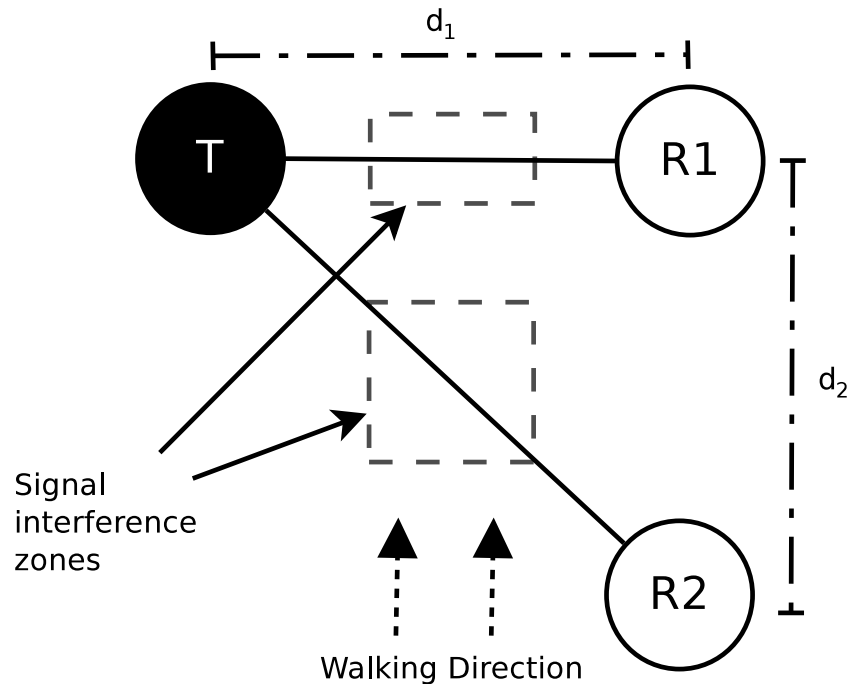 d1
T
R1
d2
Signal
interference
zones
R2
Walking Direction